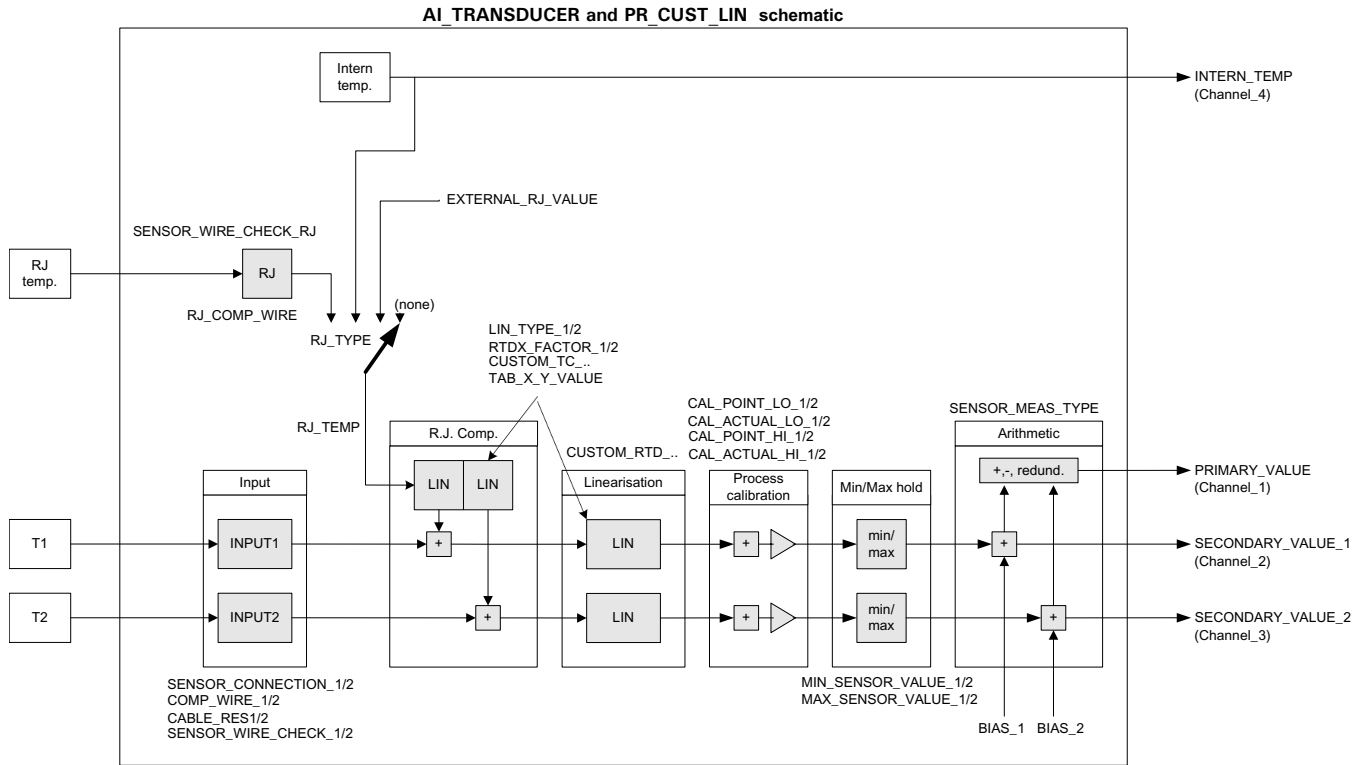 AI_TRANSDUCER and PR_CUST_LIN schematic
Intern
temp.
INTERN_TEMP
(Channel_4)
EXTERNAL_RJ_VALUE
SENSOR_WIRE_CHECK_RJ
RJ
temp.
RJ
RJ_COMP_WIRE
(none)
RJ_TYPE
LIN_TYPE_1/2
RTDX_FACTOR_1/2
CUSTOM_TC_..
TAB_X_Y_VALUE
RJ_TEMP
CAL_POINT_LO_1/2
CAL_ACTUAL_LO_1/2
CAL_POINT_HI_1/2
CAL_ACTUAL_HI_1/2
SENSOR_MEAS_TYPE
R.J. Comp.
Arithmetic
CUSTOM_RTD_..
LIN
LIN
+,-, redund.
PRIMARY_VALUE
(Channel_1)
Input
Linearisation
Process
calibration
Min/Max hold
T1
INPUT1
+
LIN
+
min/
max
+
SECONDARY_VALUE_1
(Channel_2)
T2
INPUT2
+
LIN
+
min/
max
+
SECONDARY_VALUE_2
(Channel_3)
SENSOR_CONNECTION_1/2
COMP_WIRE_1/2
CABLE_RES1/2
SENSOR_WIRE_CHECK_1/2
MIN_SENSOR_VALUE_1/2
MAX_SENSOR_VALUE_1/2
BIAS_1
BIAS_2